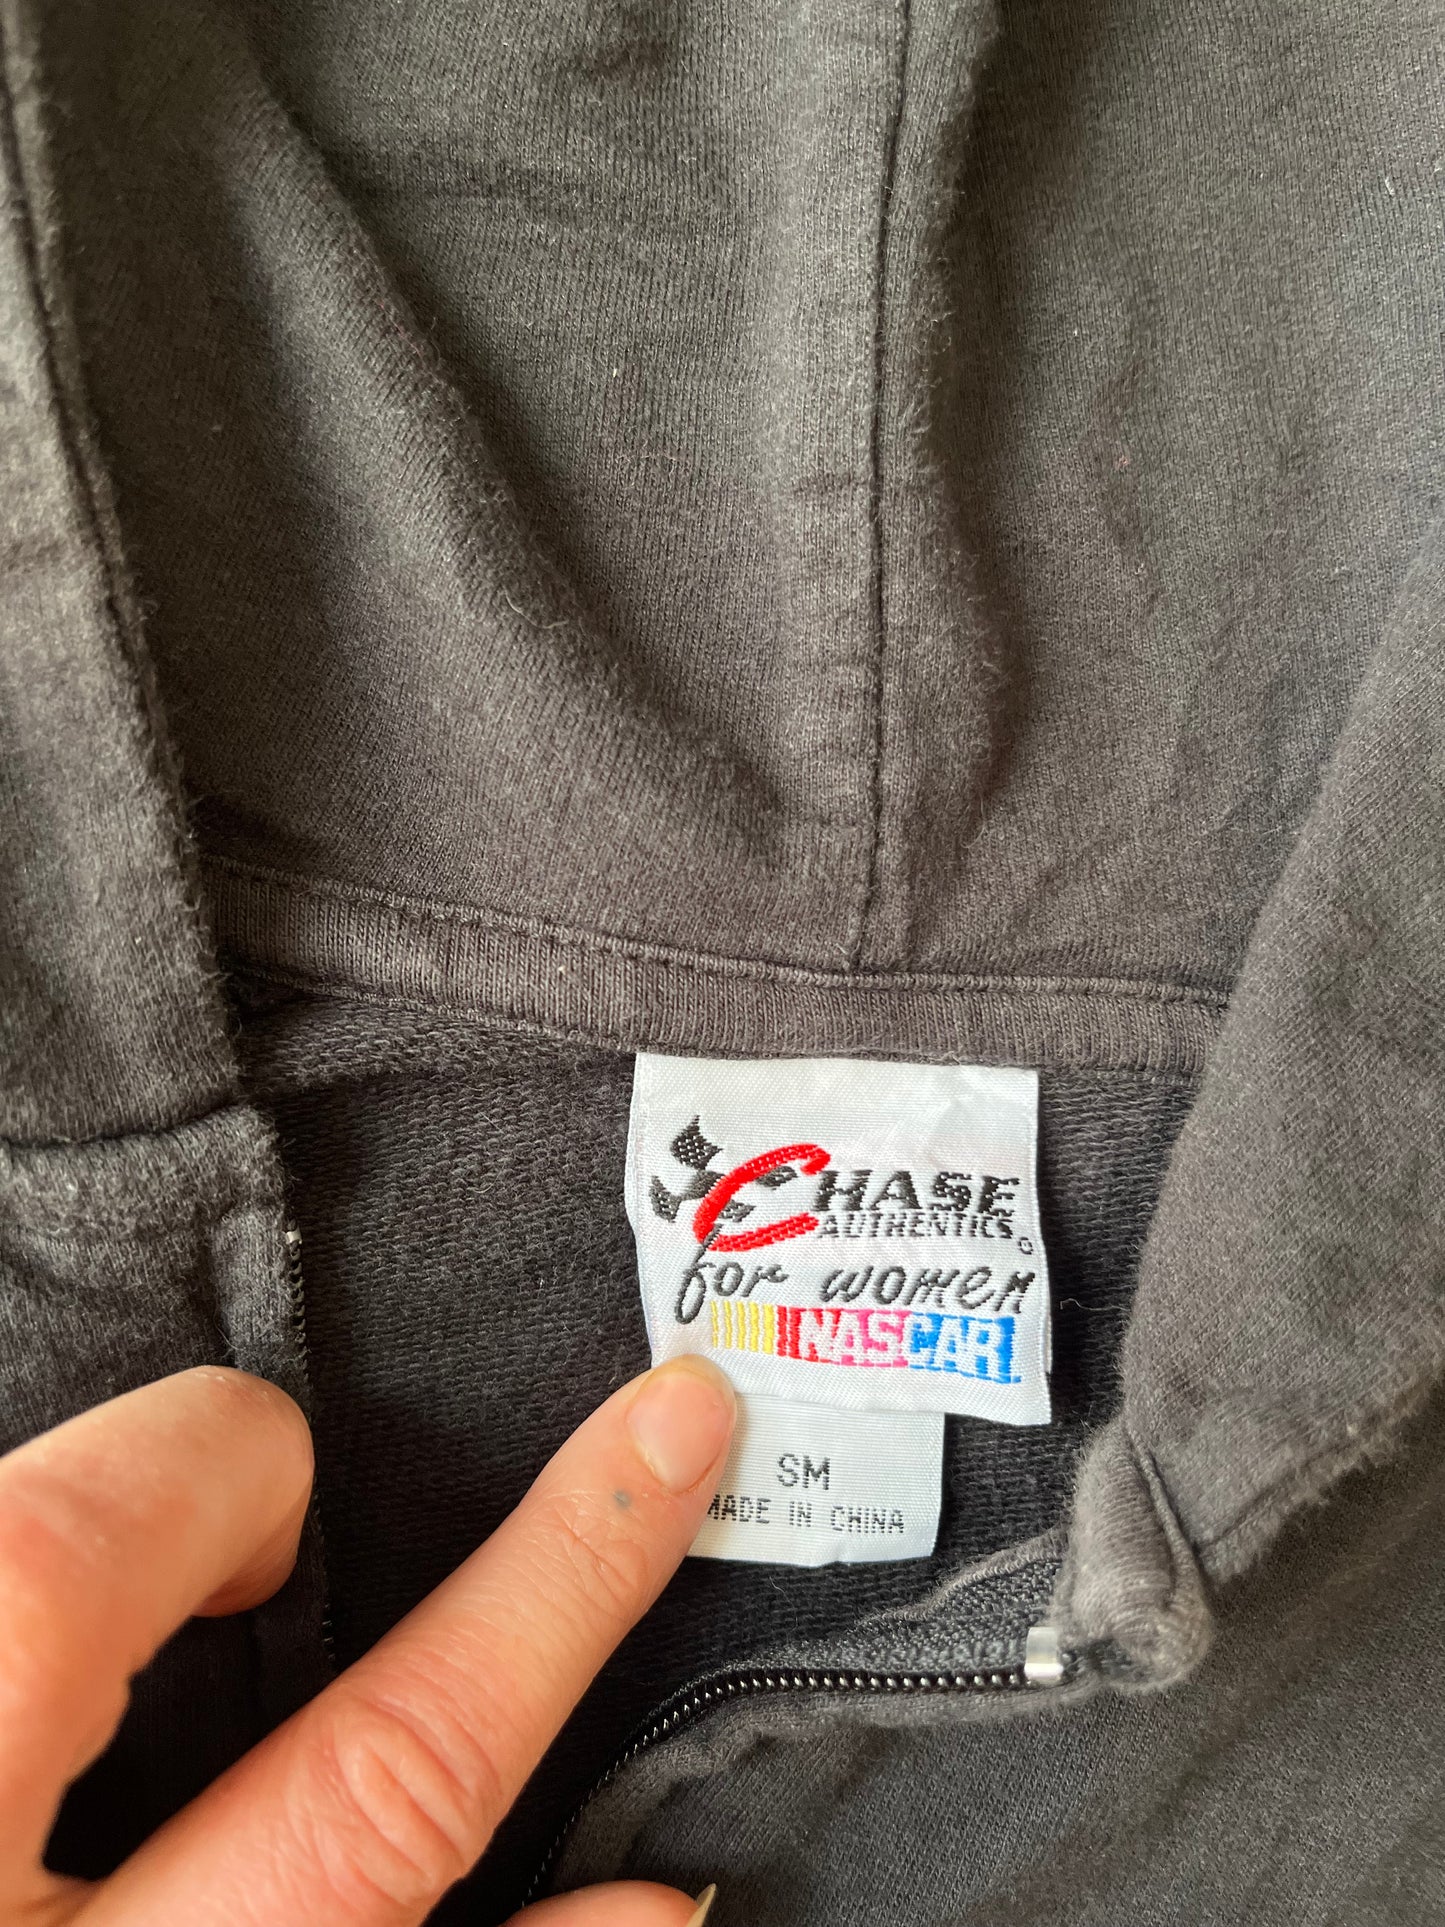 CHASE
AUTHENTICS
for women
NASCAR
SM
MADE IN CHINA